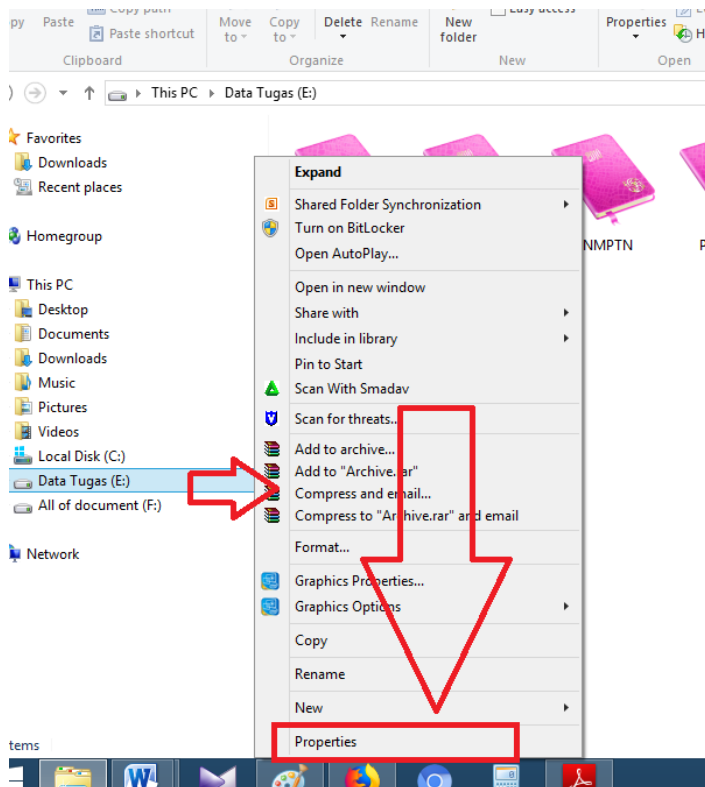 Copy path
Easy access
py
Paste
Paste shortcut
Move
to
Copy
to
Delete
Rename
New
folder
Properties
H
Clipboard
Organize
New
Open
This PC
Data Tugas (E:)
Favorites
Downloads
Recent places
Homegroup
This PC
Desktop
Documents
Downloads
Music
Pictures
Videos
Local Disk (C:)
Data Tugas (E:)
All of document (F:)
Network
tems
NMPTN
P
Expand
Shared Folder Synchronization
Turn on BitLocker
Open AutoPlay...
Open in new window
Share with
Include in library
Pin to Start
Scan With Smadav
Scan for threats...
Add to archive...
Add to "Archive.rar"
Compress and email...
Compress to "Archive.rar" and email
Format...
Graphics Properties...
Graphics Options
Copy
Rename
New
Properties